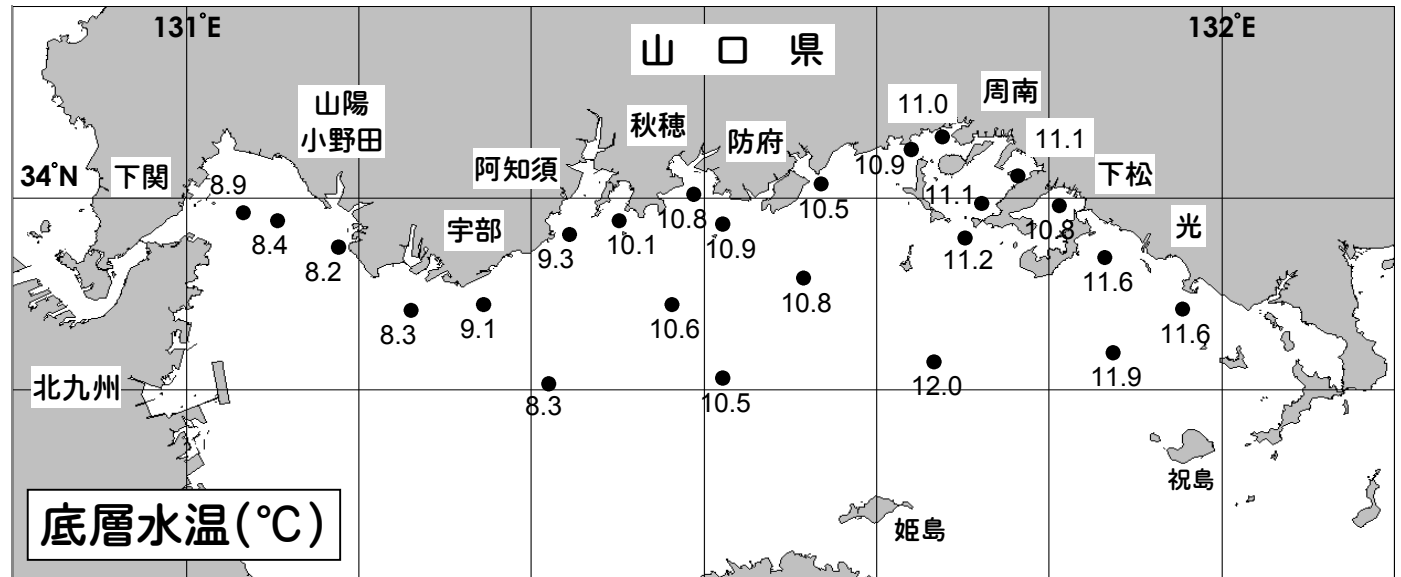 131°E
132°E
山 口 県
山陽
小野田
秋穂
防府
11.0
周南
11.1
34°N
下関
8.9
阿知須
10.9
下松
8.4
8.2
宇部
9.3
10.1
10.8
10.9
10.5
11.1
11.2
10.8
光
11.6
8.3
9.1
10.6
10.8
11.6
北九州
8.3
10.5
12.0
11.9
祝島
姫島
底層水温(℃)